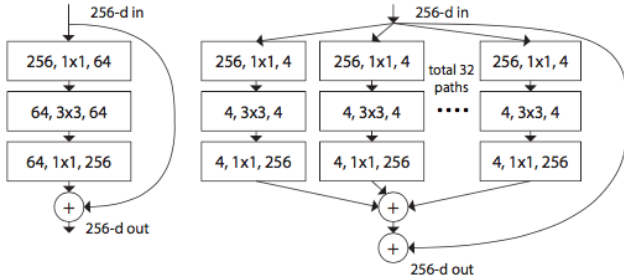 256-d in
256, 1x1, 64
64, 3x3, 64
64, 1x1, 256
+
256-d out
256-d in
256, 1x1, 4
256, 1x1, 4
total 32
paths
....
256, 1x1, 4
4, 3x3, 4
4, 3x3, 4
4, 3x3, 4
4, 1x1, 256
4, 1x1, 256
4, 1x1, 256
+
+
256-d out